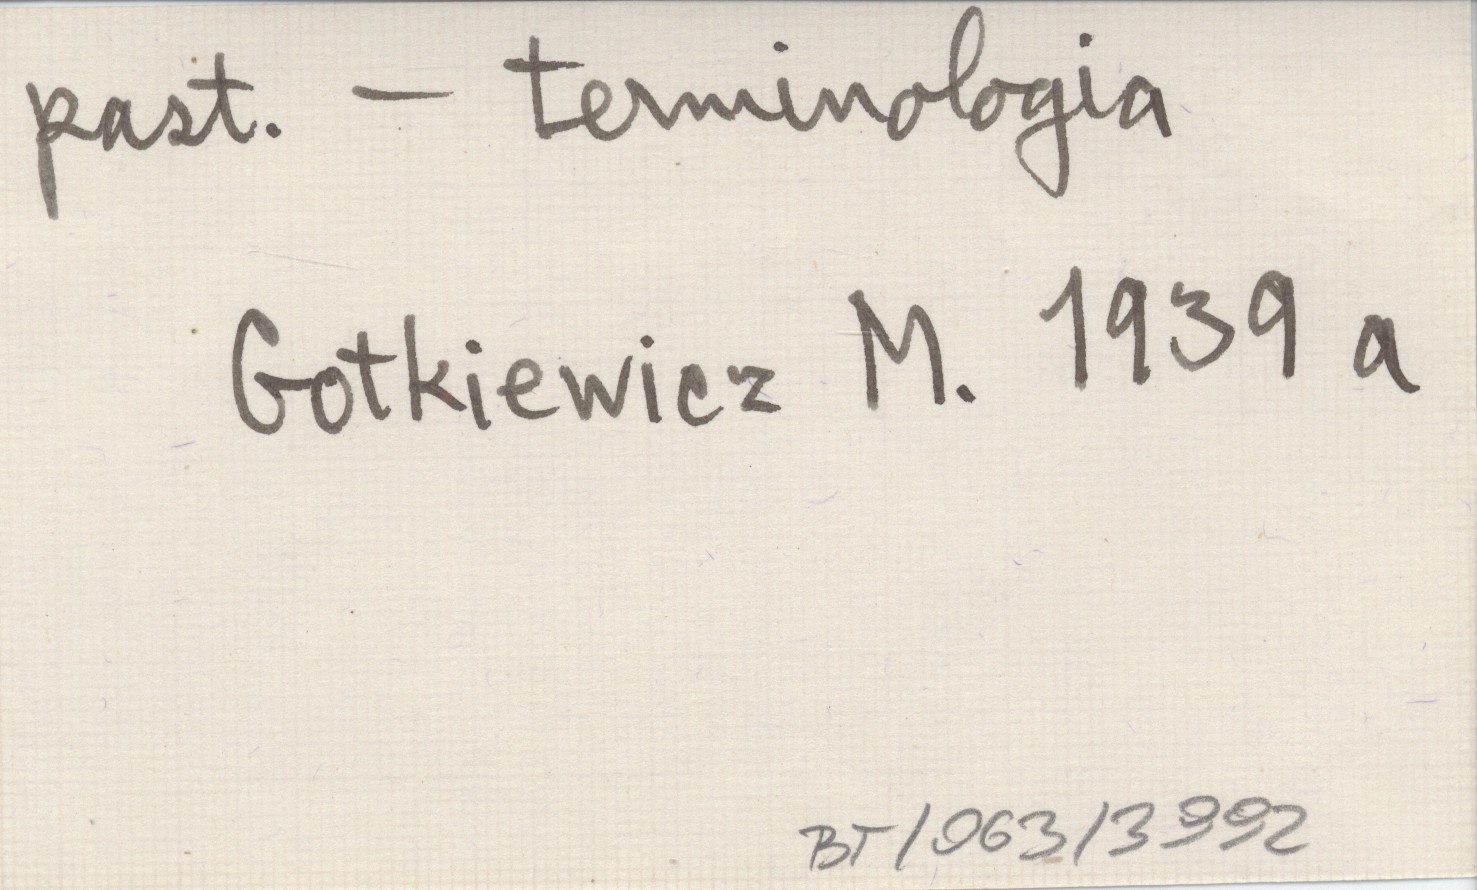 past. — terminologia
Gotkiewicz M. 1939 a
BT/963/3992